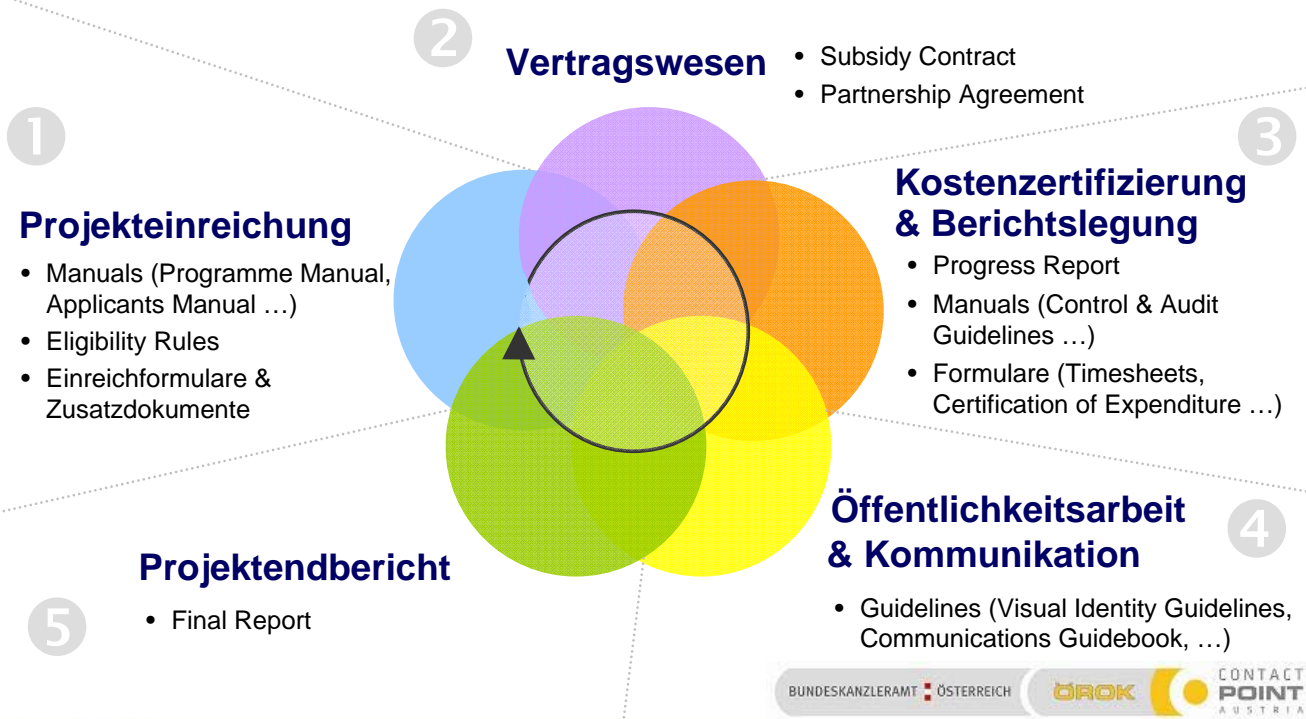 1
Projekteinreichung
• Manuals (Programme Manual,
Applicants Manual …)
• Eligibility Rules
• Einreichformulare &
Zusatzdokumente
2
Vertragswesen
• Subsidy Contract
• Partnership Agreement
3
Kostenzertifizierung
& Berichtslegung
• Progress Report
• Manuals (Control & Audit
Guidelines …)
• Formulare (Timesheets,
Certification of Expenditure …)
4
Öffentlichkeitsarbeit
& Kommunikation
• Guidelines (Visual Identity Guidelines,
Communications Guidebook, …)
5
Projektendbericht
• Final Report
BUNDESKANZLERAMT ÖSTERREICH
ÖROK
CONTACT
POINT
AUSTRIA